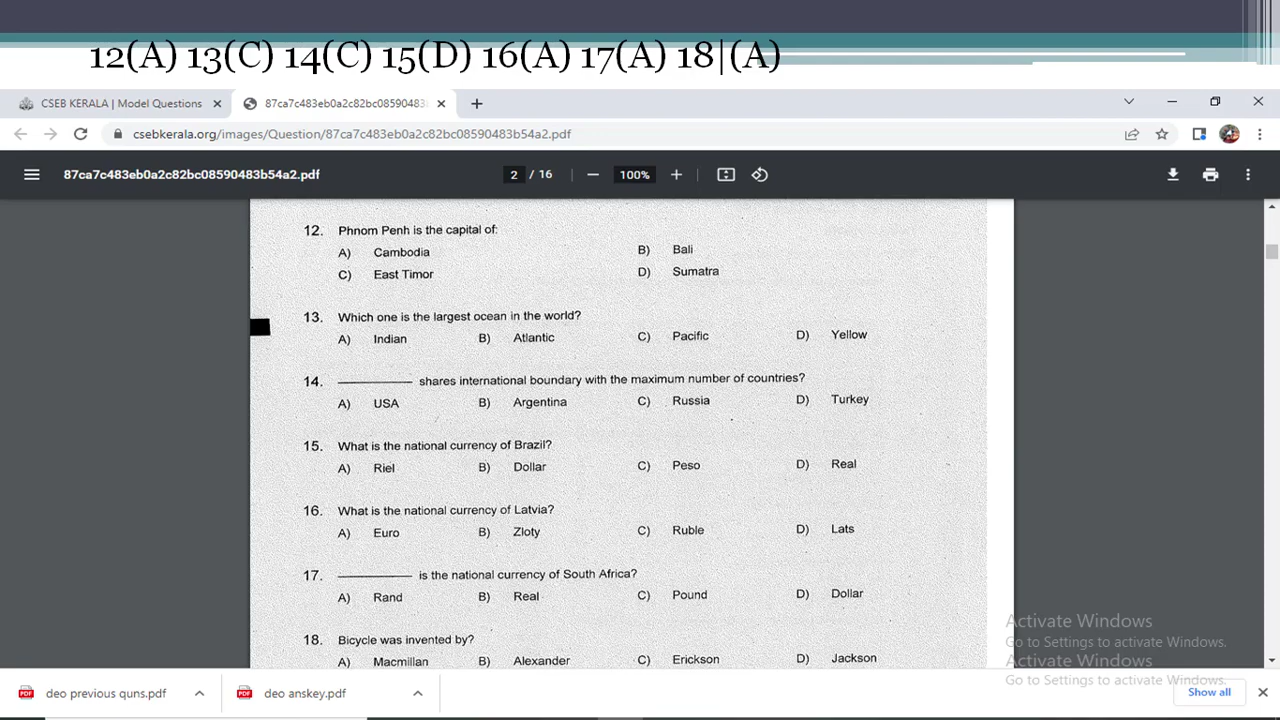 12(A) 13(C) 14(C) 15(D) 16(A) 17(A) 18|(A)
CSEB KERALA | Model Questions
87ca7c483eb0a2c82bc08590483
csebkerala.org/images/Question/87ca7c483eb0a2c82bc08590483b54a2.pdf
87ca7c483eb0a2c82bc08590483b54a2.pdf 2 / 16 100%
12. Phnom Penh is the capital of:
A) Cambodia B) Bali
C) East Timor D) Sumatra
13. Which one is the largest ocean in the world?
A) Indian B) Atlantic C) Pacific D) Yellow
14. ________ shares international boundary with the maximum number of countries?
A) USA B) Argentina C) Russia D) Turkey
15. What is the national currency of Brazil?
A) Riel B) Dollar C) Peso D) Real
16. What is the national currency of Latvia?
A) Euro B) Zloty C) Ruble D) Lats
17. ________ is the national currency of South Africa?
A) Rand B) Real C) Pound D) Dollar
18. Bicycle was invented by?
A) Macmillan B) Alexander C) Erickson D) Jackson
Activate Windows
Go to Settings to activate Windows.
Activate Windows
Go to Settings to activate Windows.
deo previous quns.pdf deo anskey.pdf Show all